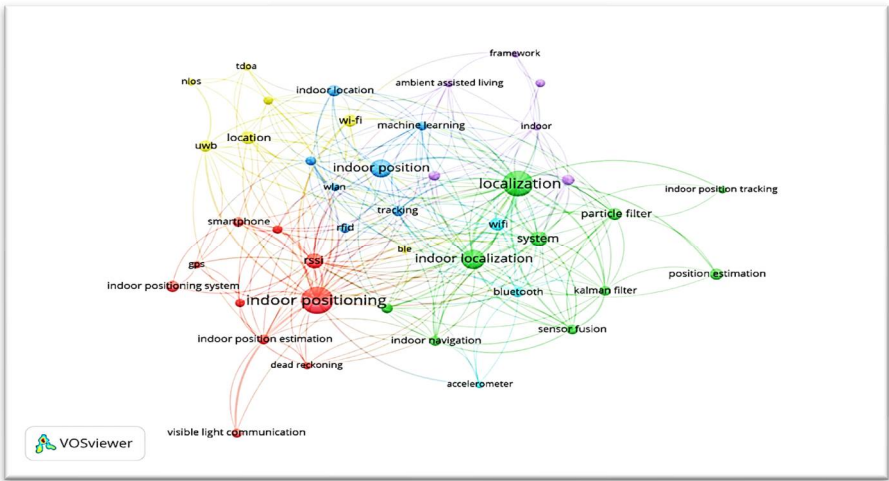 framework
tdoa
nlos
ambient assisted living
indoor location
wi-fi
machine learning
indoor
location
uwb
indoor position
localization
wlan
indoor position tracking
tracking
particle filter
smartphone
rfid
wifi
system
ble
rssi
indoor localization
gps
position estimation
indoor positioning system
bluetooth
kalman filter
indoor positioning
sensor fusion
indoor position estimation
indoor navigation
dead reckoning
accelerometer
visible light communication
VOSviewer